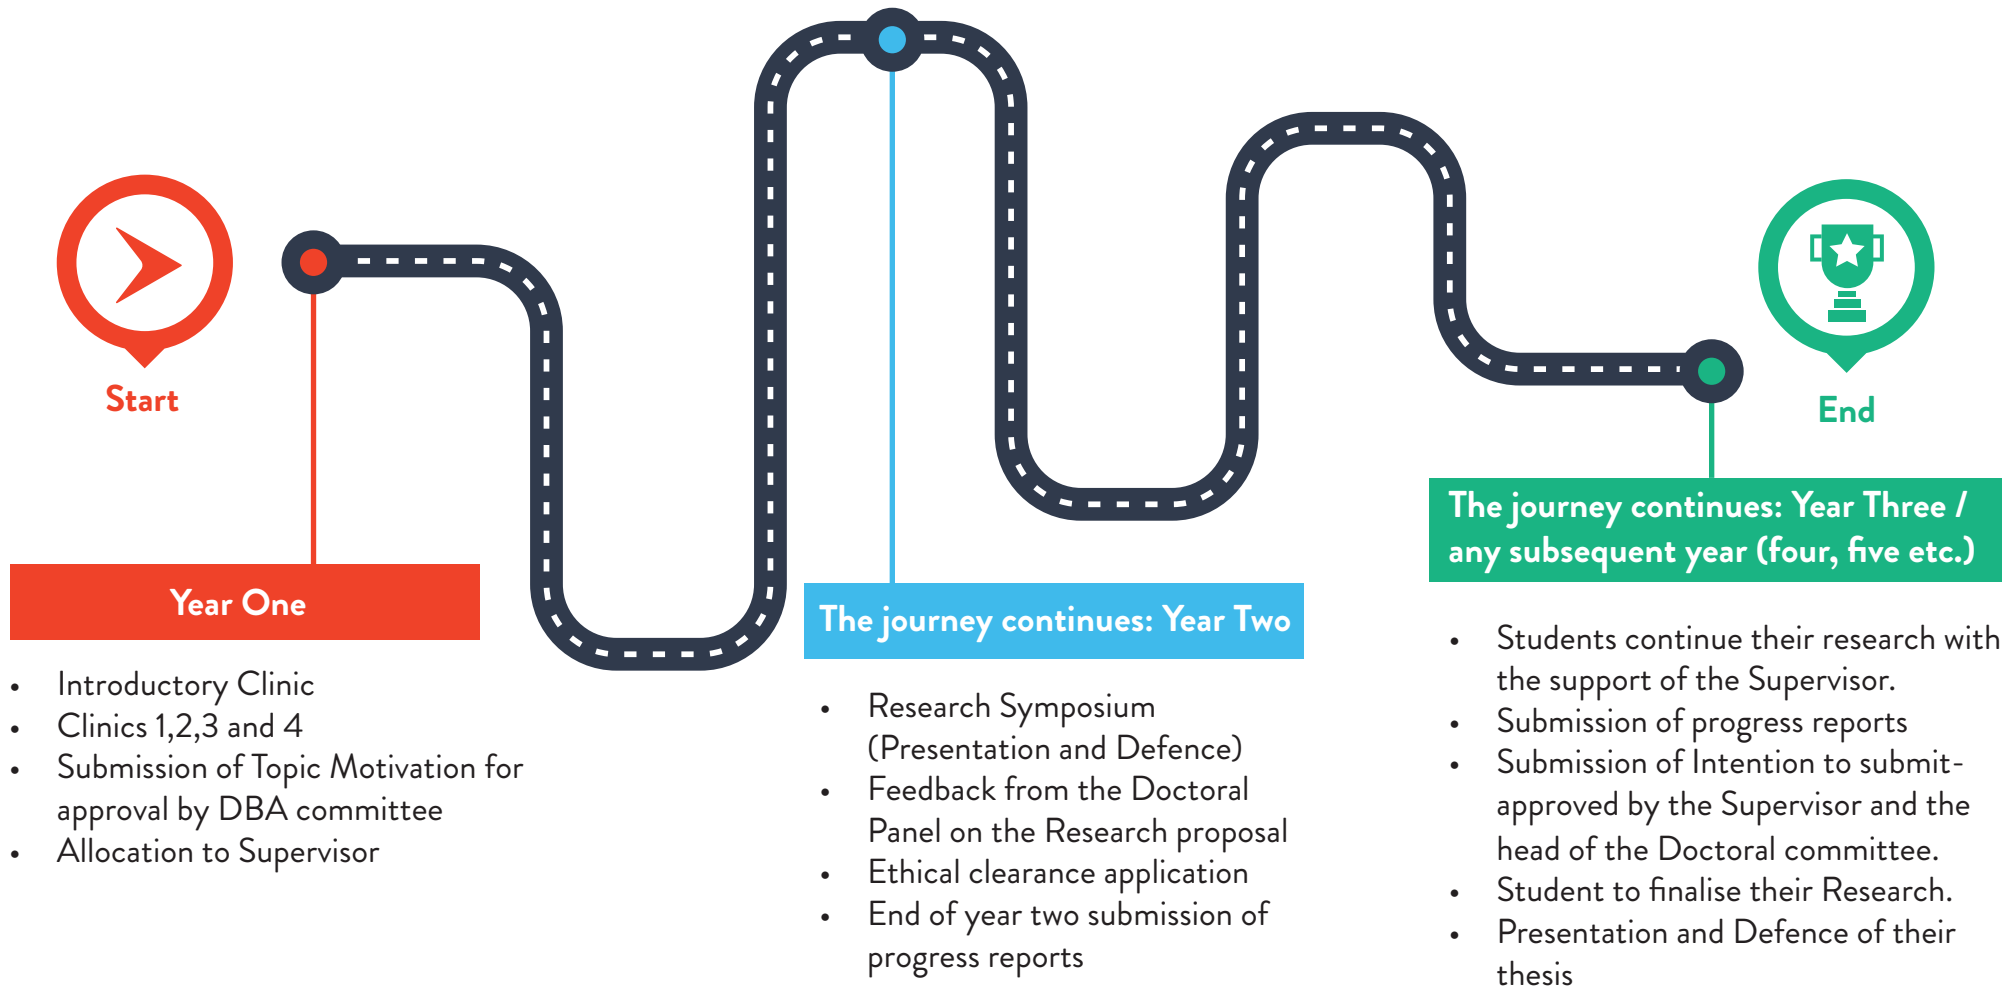 Start
Year One
• Introductory Clinic
• Clinics 1,2,3 and 4
• Submission of Topic Motivation for
approval by DBA committee
• Allocation to Supervisor
The journey continues: Year Two
• Research Symposium
(Presentation and Defence)
• Feedback from the Doctoral
Panel on the Research proposal
• Ethical clearance application
• End of year two submission of
progress reports
End
The journey continues: Year Three /
any subsequent year (four, five etc.)
• Students continue their research with
the support of the Supervisor.
• Submission of progress reports
• Submission of Intention to submit-
approved by the Supervisor and the
head of the Doctoral committee.
• Student to finalise their Research.
• Presentation and Defence of their
thesis